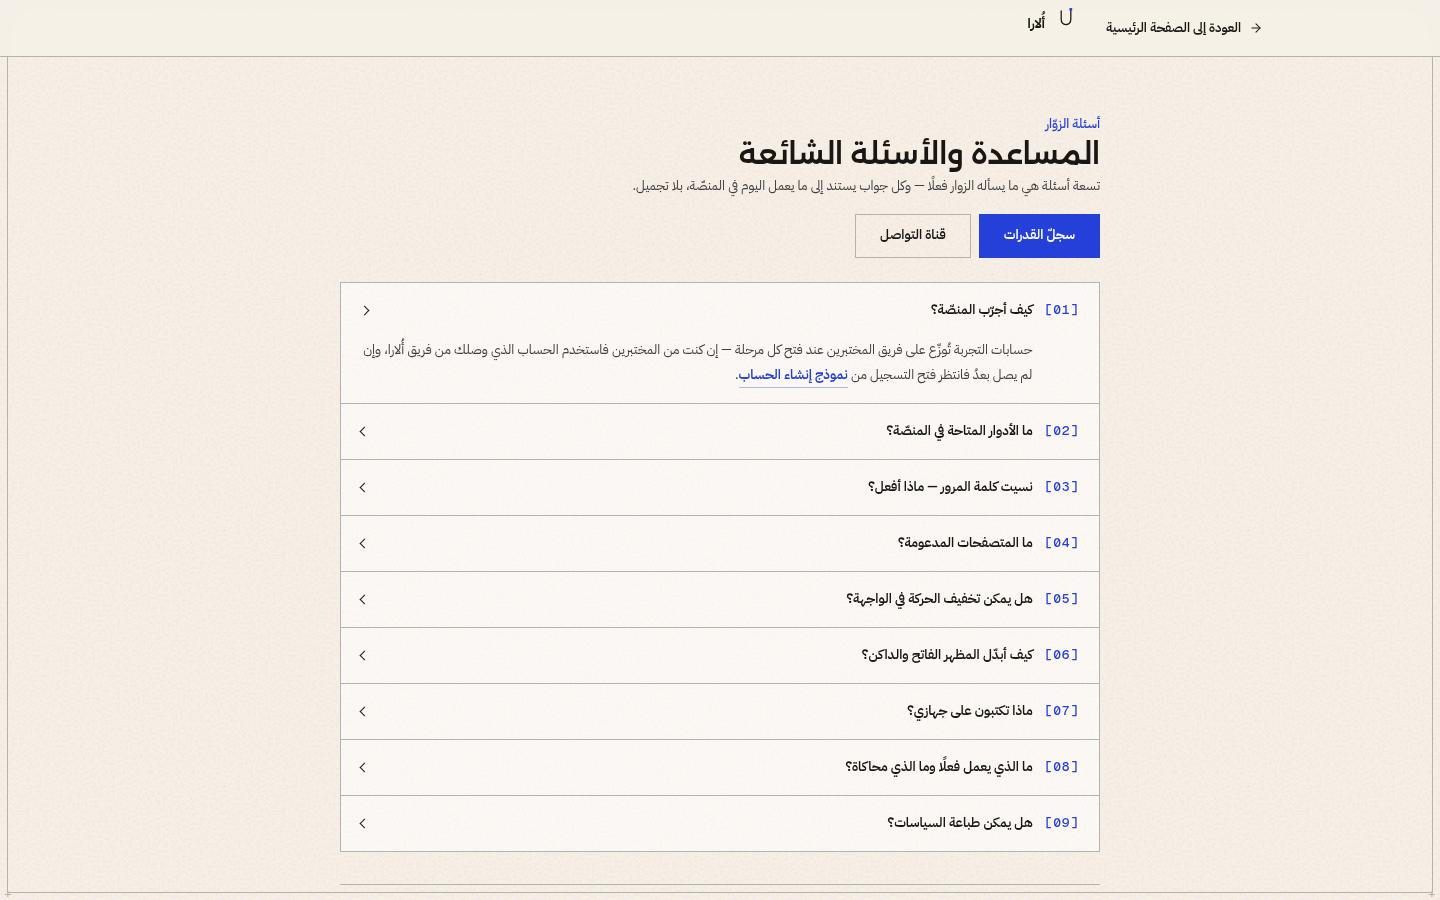 العودة إلى الصفحة الرئيسية
أُلارا
أسئلة الزوّار
المساعدة والأسئلة الشائعة
تسعة أسئلة هي ما يسأله الزوار فعلًا — وكل جواب يستند إلى ما يعمل اليوم في المنصّة، بلا تجميل.
سجلّ القدرات
قناة التواصل
[01] كيف أجرّب المنصّة؟
حسابات التجربة تُوزّع على فريق المختبرين عند فتح كل مرحلة — إن كنت من المختبرين فاستخدم الحساب الذي وصلك من فريق أُلارا، وإن
لم يصل بعدُ فانتظر فتح التسجيل من نموذج إنشاء الحساب.
[02] ما الأدوار المتاحة في المنصّة؟
[03] نسيت كلمة المرور — ماذا أفعل؟
[04] ما المتصفحات المدعومة؟
[05] هل يمكن تخفيف الحركة في الواجهة؟
[06] كيف أبدّل المظهر الفاتح والداكن؟
[07] ماذا تكتبون على جهازي؟
[08] ما الذي يعمل فعلًا وما الذي محاكاة؟
[09] هل يمكن طباعة السياسات؟